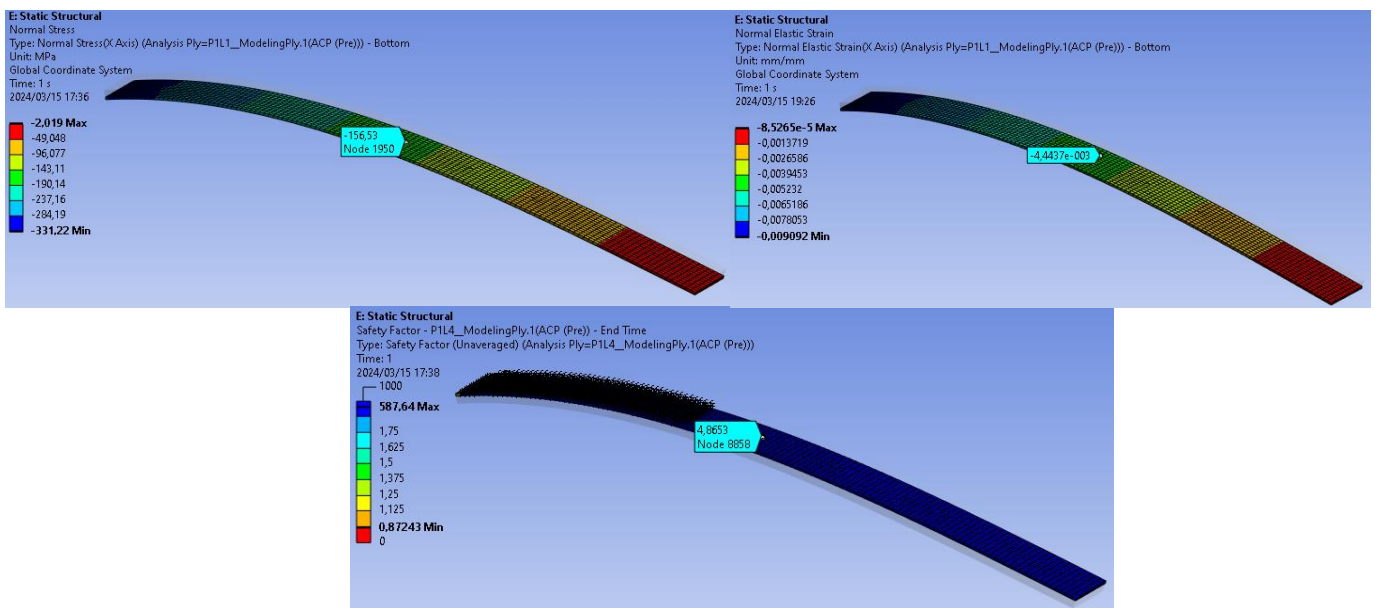 E: Static Structural
Normal Stress
Type: Normal Stress(X Axis) (Analysis Ply=P1L1__ModelingPly.1(ACP (Pre))) - Bottom
Unit: MPa
Global Coordinate System
Time: 1 s
2024/03/15 17:36
-2,019 Max
-49,048
-96,077
-143,11
-190,14
-237,16
-284,19
-331,22 Min
-156,53
Node 1950
E: Static Structural
Normal Elastic Strain
Type: Normal Elastic Strain(X Axis) (Analysis Ply=P1L1__ModelingPly.1(ACP (Pre))) - Bottom
Unit: mm/mm
Global Coordinate System
Time: 1 s
2024/03/15 19:26
-8,5265e-5 Max
-0,0013719
-0,0026586
-0,0039453
-0,005232
-0,0065186
-0,0078053
-0,009092 Min
-4,4437e-003
E: Static Structural
Safety Factor - P1L4__ModelingPly.1(ACP (Pre)) - End Time
Type: Safety Factor (Unaveraged) (Analysis Ply=P1L4__ModelingPly.1(ACP (Pre)))
Time: 1
2024/03/15 17:38
1000
587,64 Max
1,75
1,625
1,5
1,375
1,25
1,125
0,87243 Min
0
4,8653
Node 8858